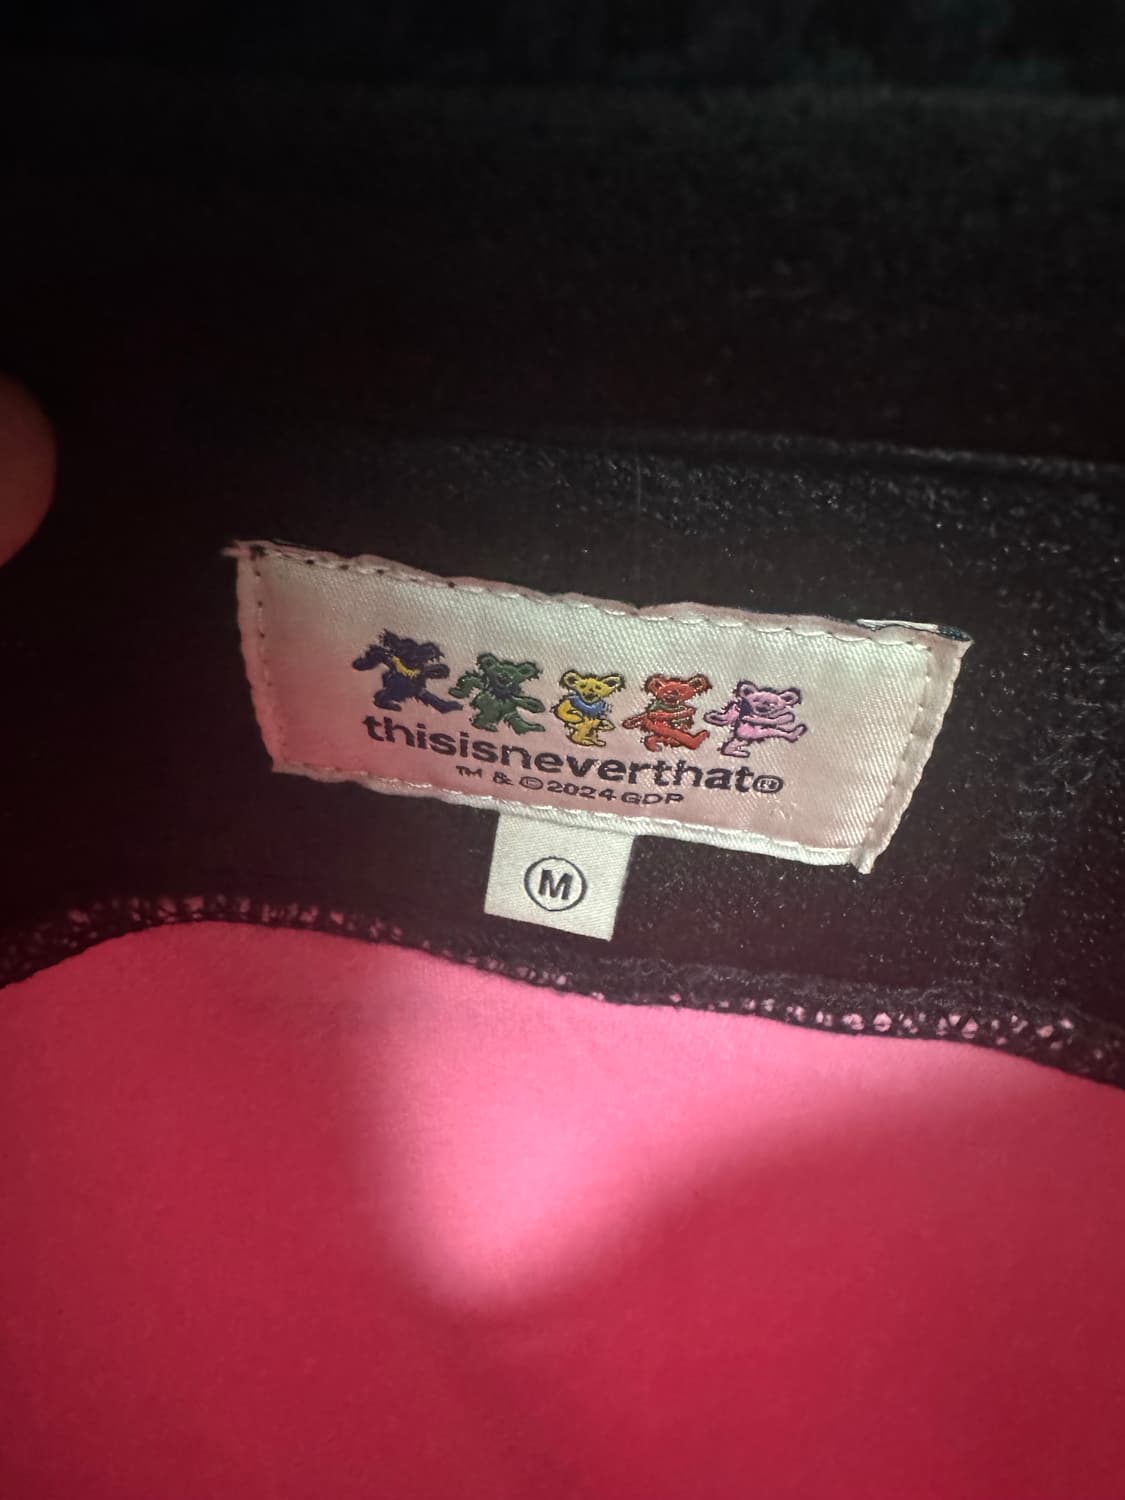 thisisneverthat®
™ & ©2024 GDP
M